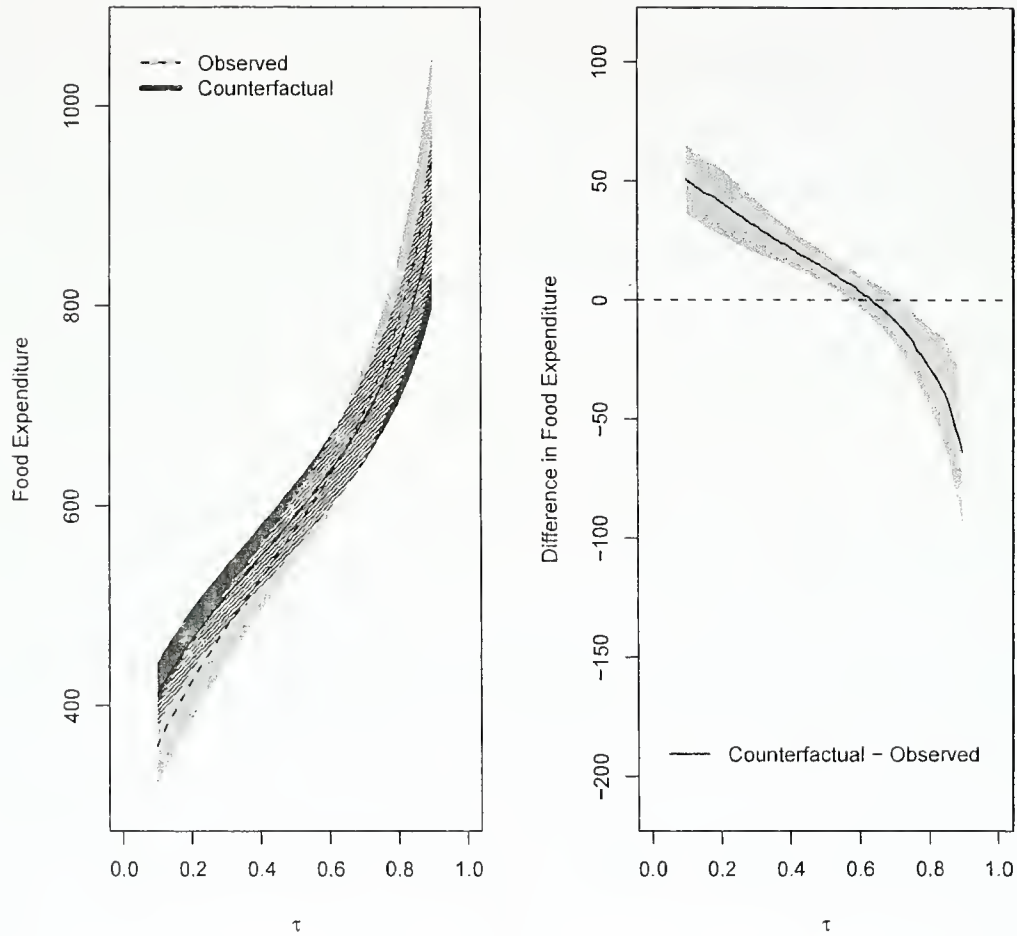 Observed
Counterfactual
Food Expenditure
1000
800
600
400
0.0 0.2 0.4 0.6 0.8 1.0
τ
Difference in Food Expenditure
100
50
0
−50
−100
−150
−200
Counterfactual − Observed
0.0 0.2 0.4 0.6 0.8 1.0
τ